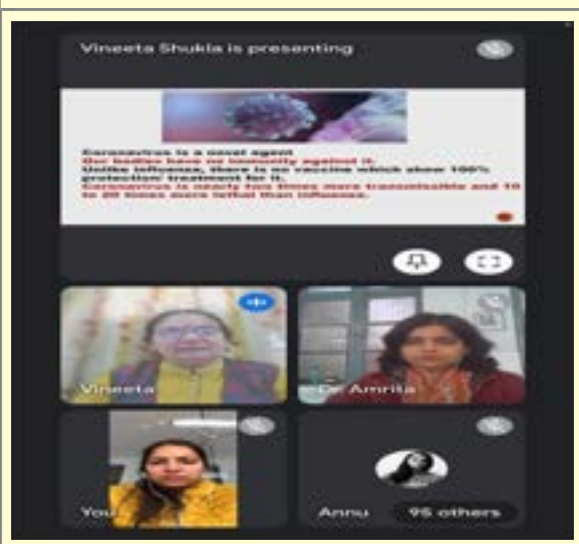 Vineeta Shukla is presenting
Coronavirus is a novel agent
Our bodies have no immunity against it.
Unlike influenza, there is no vaccine which show 100%
protection/ treatment for it.
Coronavirus is nearly two times more transmissible and 10
to 20 times more lethal than influenza.
Vineeta
Dr. Amrita
You
Annu
95 others